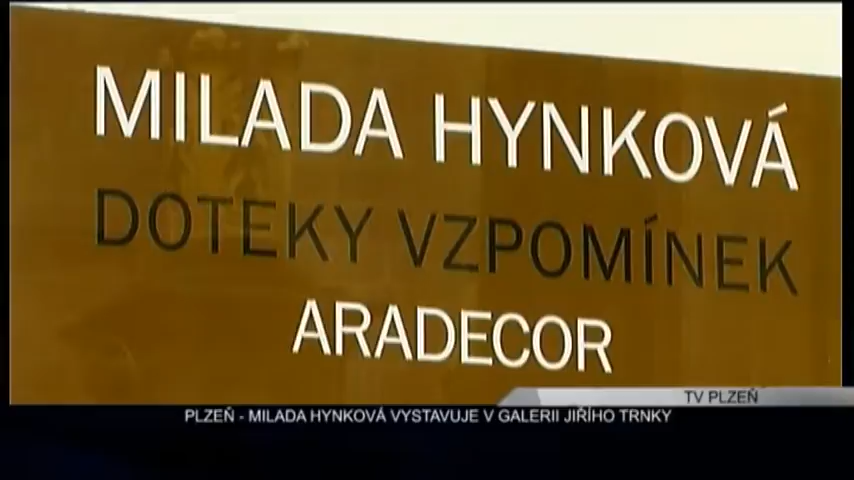 MILADA HYNKOVÁ
DOTEKY VZPOMÍNEK
ARADECOR
TV PLZEŇ
PLZEŇ - MILADA HYNKOVÁ VYSTAVUJE V GALERII JIŘÍHO TRNKY